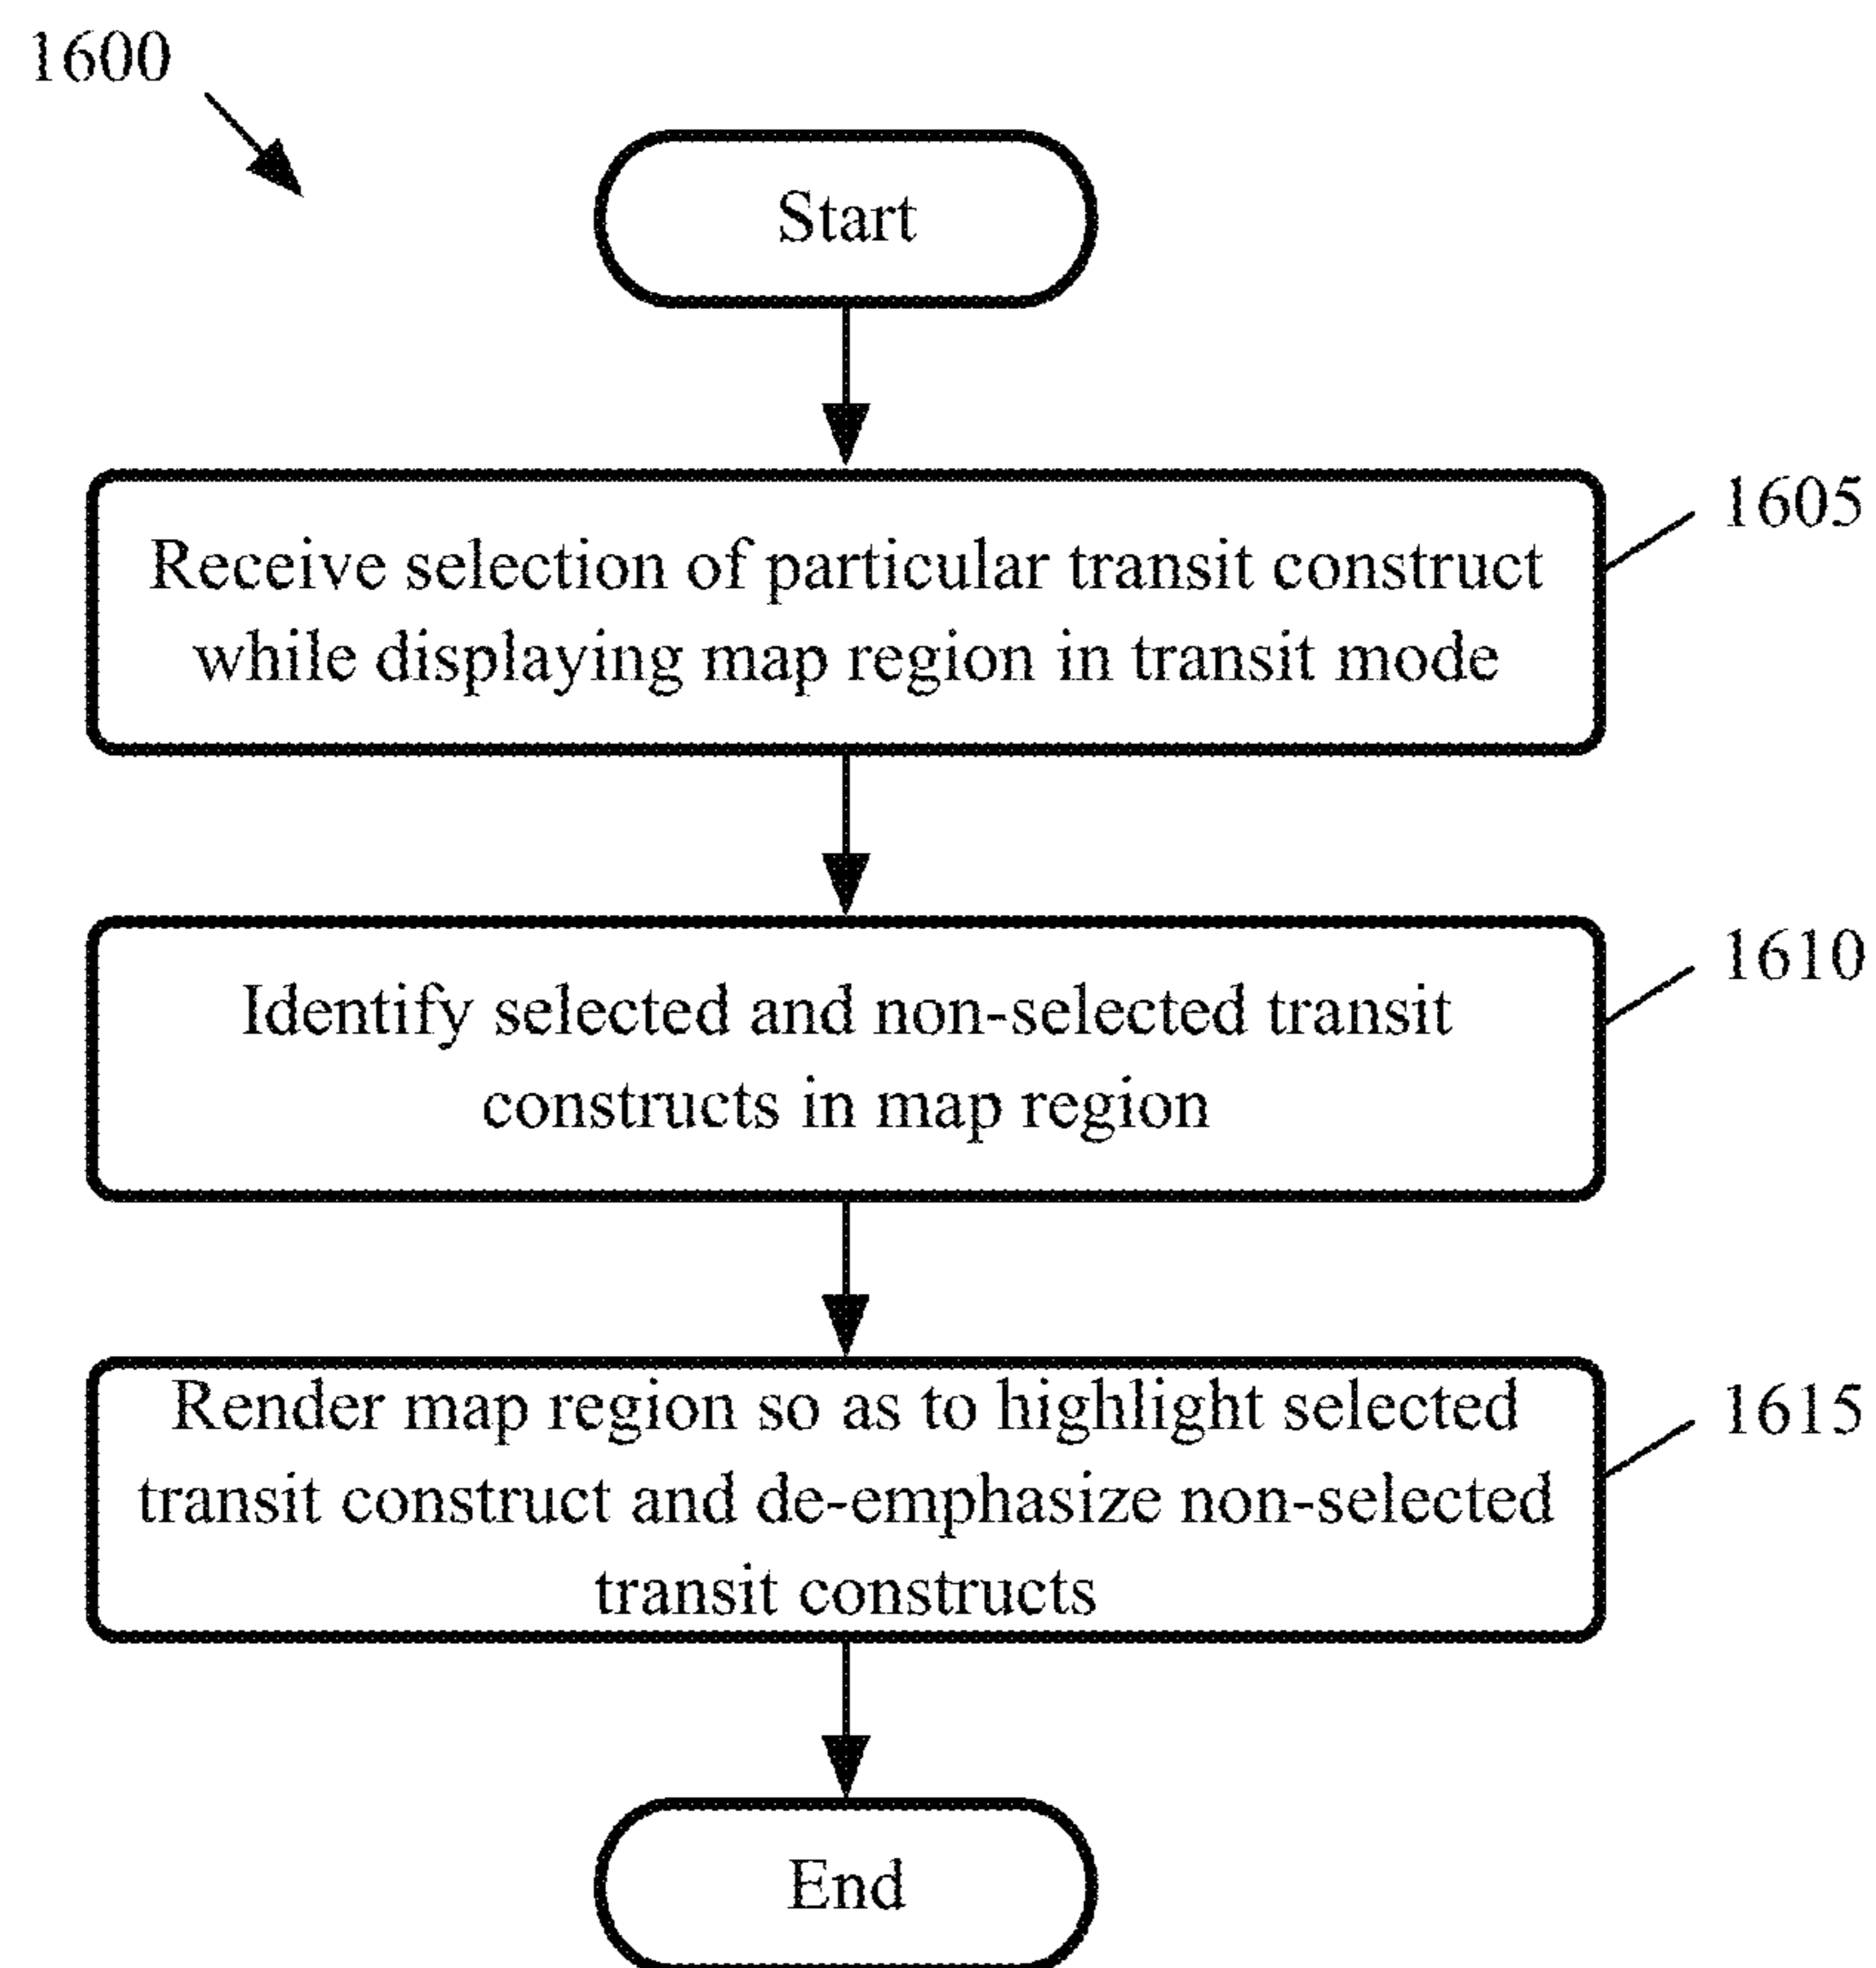 1600
Start
Receive selection of particular transit construct
while displaying map region in transit mode
1605
Identify selected and non-selected transit
constructs in map region
1610
Render map region so as to highlight selected
transit construct and de-emphasize non-selected
transit constructs
1615
End